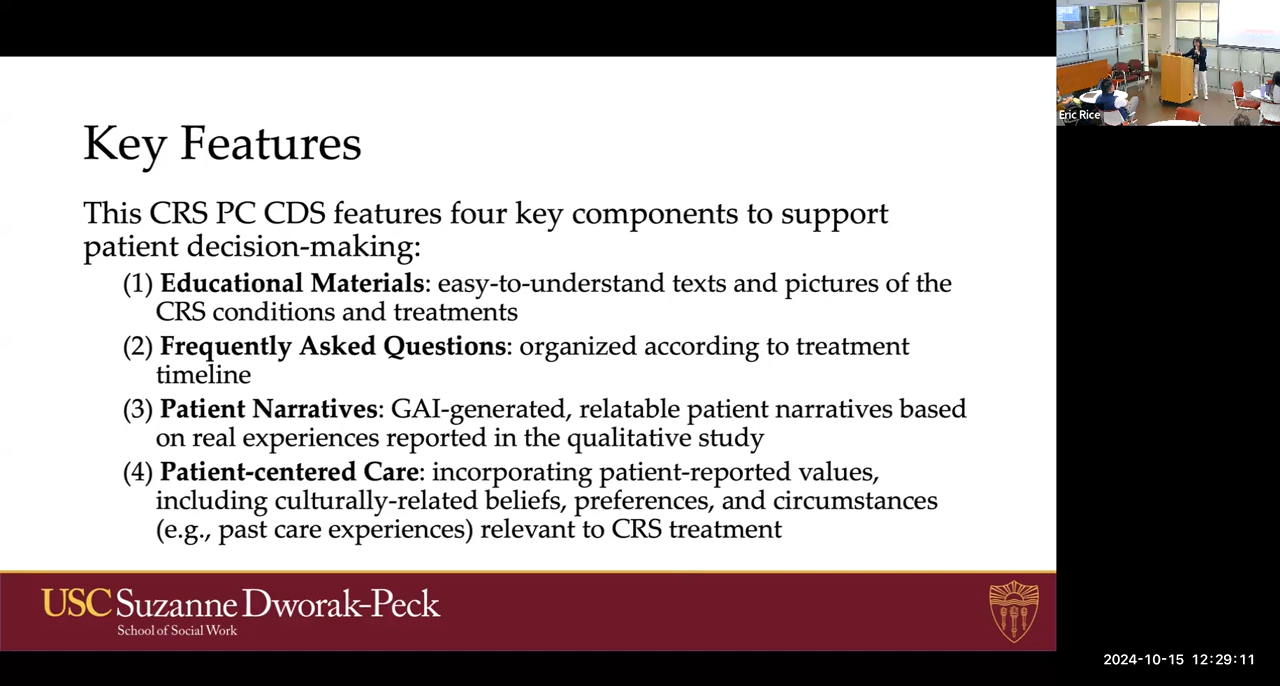 Key Features
This CRS PC CDS features four key components to support
patient decision-making:
(1) Educational Materials: easy-to-understand texts and pictures of the
CRS conditions and treatments
(2) Frequently Asked Questions: organized according to treatment
timeline
(3) Patient Narratives: GAI-generated, relatable patient narratives based
on real experiences reported in the qualitative study
(4) Patient-centered Care: incorporating patient-reported values,
including culturally-related beliefs, preferences, and circumstances
(e.g., past care experiences) relevant to CRS treatment
USC Suzanne Dworak-Peck
School of Social Work
Eric Rice
2024-10-15 12:29:11